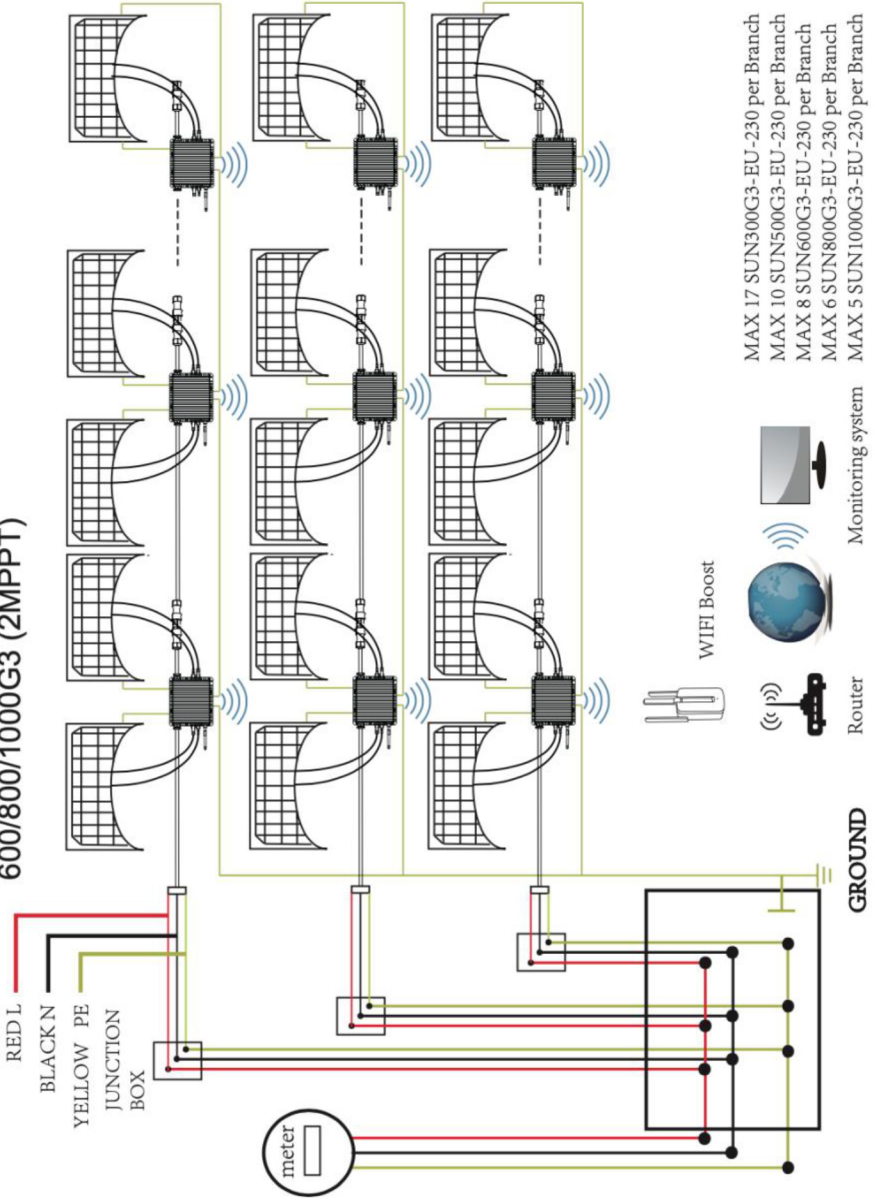 600/800/1000G3 (2MPPT)
RED L
BLACK N
YELLOW PE
JUNCTION
BOX
meter
GROUND
WIFI Boost
Router
Monitoring system
MAX 17 SUN300G3-EU-230 per Branch
MAX 10 SUN500G3-EU-230 per Branch
MAX 8 SUN600G3-EU-230 per Branch
MAX 6 SUN800G3-EU-230 per Branch
MAX 5 SUN1000G3-EU-230 per Branch